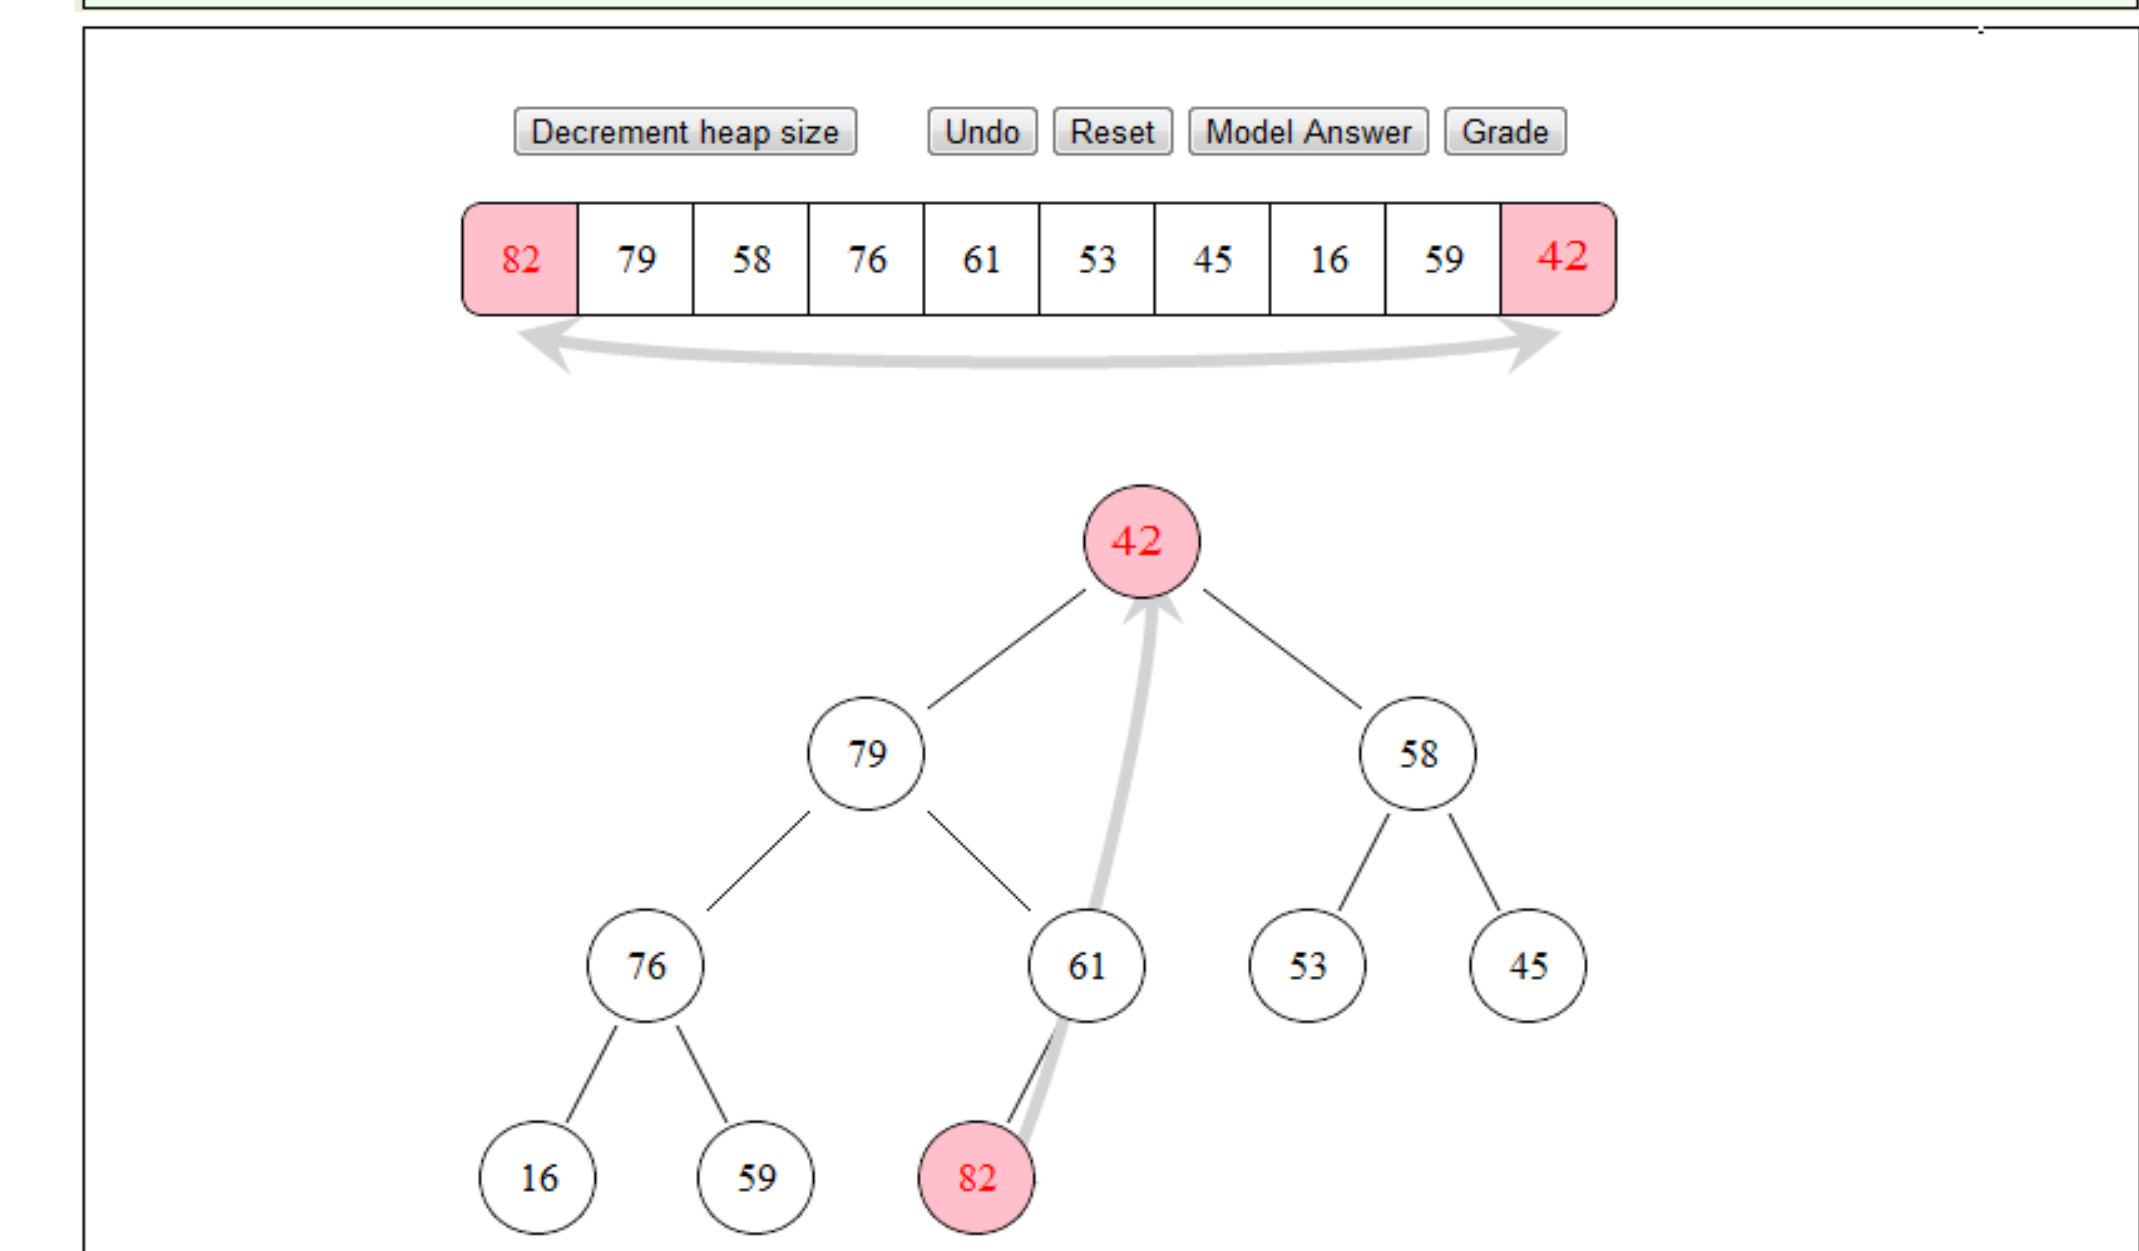 Decrement heap size Undo Reset Model Answer Grade
82 79 58 76 61 53 45 16 59 42
42
79 58
76 61 53 45
16 59 82